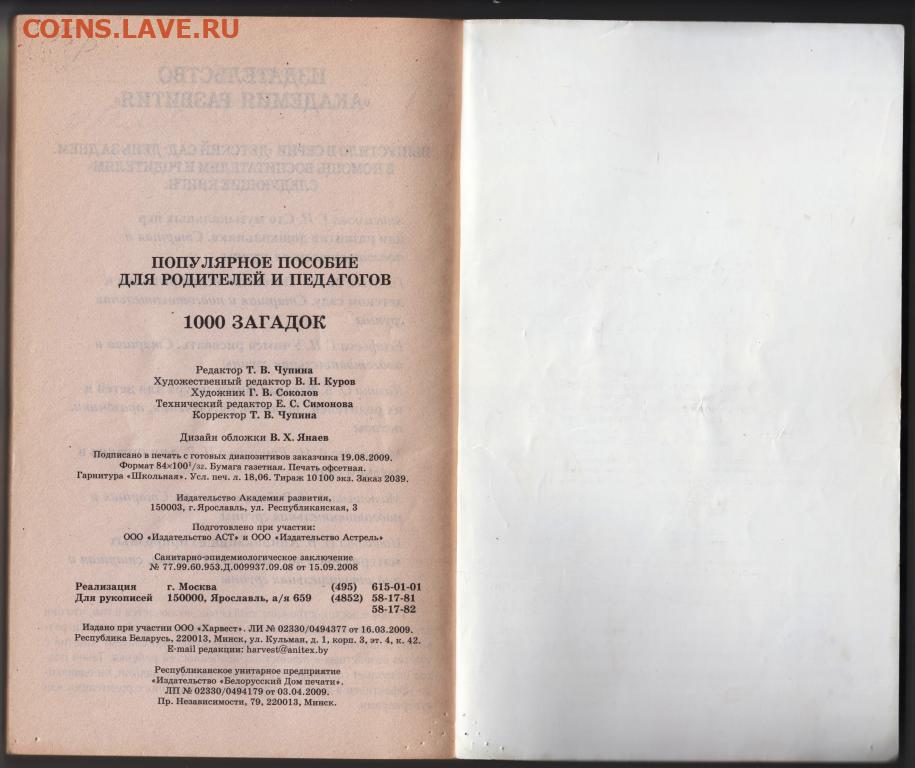 COINS.LAVE.RU
ИЗДАТЕЛЬСТВО
«АКАДЕМИЯ РАЗВИТИЯ»
ПОПУЛЯРНОЕ ПОСОБИЕ
ДЛЯ РОДИТЕЛЕЙ И ПЕДАГОГОВ
1000 ЗАГАДОК
Редактор Т. В. Чупина
Художественный редактор В. Н. Куров
Художник Г. В. Соколов
Технический редактор Е. С. Симонова
Корректор Т. В. Чупина
Дизайн обложки В. Х. Янаев
Подписано в печать с готовых диапозитивов заказчика 19.08.2009.
Формат 84×100¹/₃₂. Бумага газетная. Печать офсетная.
Гарнитура «Школьная». Усл. печ. л. 18,06. Тираж 10 100 экз. Заказ 2039.
Издательство Академия развития,
150003, г. Ярославль, ул. Республиканская, 3
Подготовлено при участии:
ООО «Издательство АСТ» и ООО «Издательство Астрель»
Санитарно-эпидемиологическое заключение
№ 77.99.60.953.Д.009937.09.08 от 15.09.2008
Реализация г. Москва (495) 615-01-01
Для рукописей 150000, Ярославль, а/я 659 (4852) 58-17-81
58-17-82
Издано при участии ООО «Харвест». ЛИ № 02330/0494377 от 16.03.2009.
Республика Беларусь, 220013, Минск, ул. Кульман, д. 1, корп. 3, эт. 4, к. 42.
E-mail редакции: harvest@anitex.by
Республиканское унитарное предприятие
«Издательство «Белорусский Дом печати».
ЛП № 02330/0494179 от 03.04.2009.
Пр. Независимости, 79, 220013, Минск.